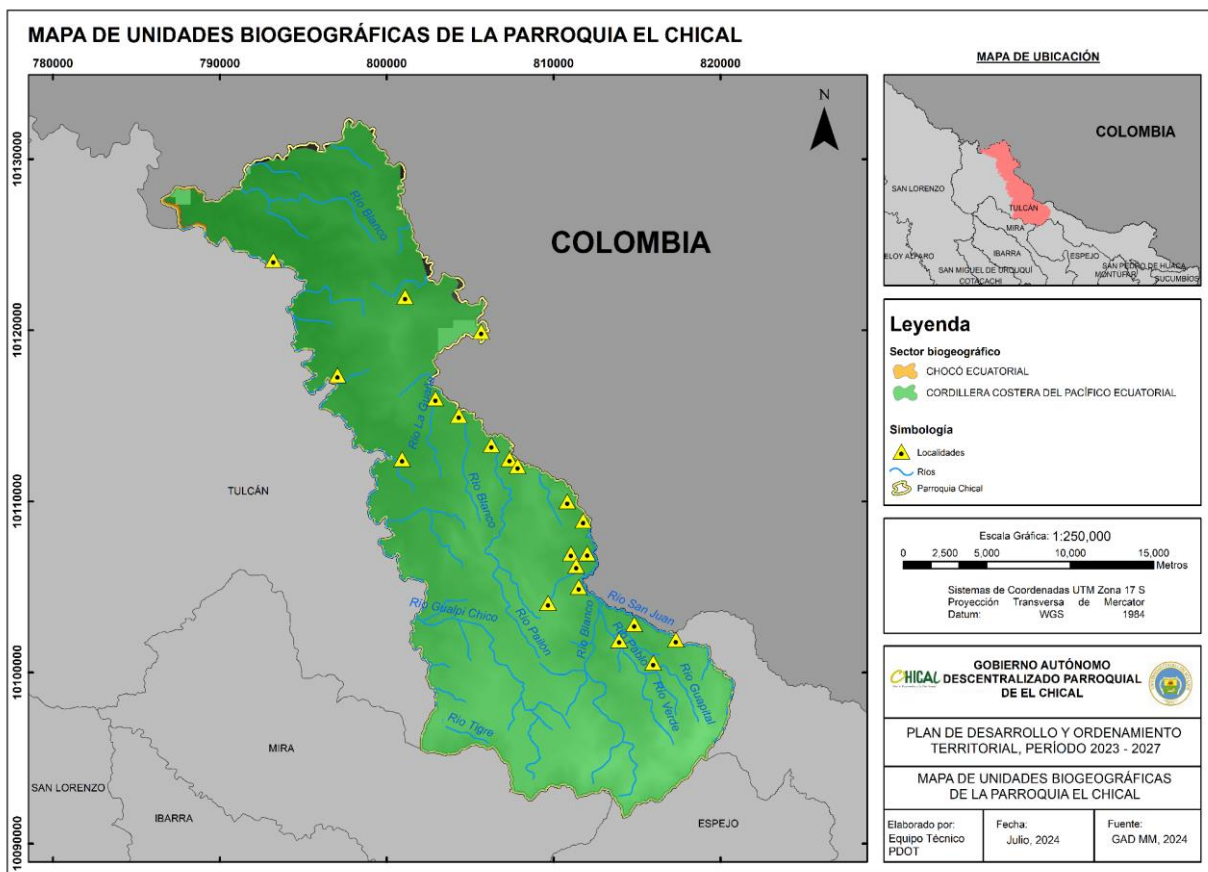 MAPA DE UNIDADES BIOGEOGRÁFICAS DE LA PARROQUIA EL CHICAL
780000 790000 800000 810000 820000
10130000
10120000
10110000
10100000
10090000
N
COLOMBIA
Río Blanco
Río La Guaña
Río Blanco
TULCÁN
Río Gualpi Chico
Río Pailon
Río Blanco
Río San Juan
Río Pablo
Río Verde
Río Guapital
Río Tigre
MIRA
SAN LORENZO
IBARRA
ESPEJO
MAPA DE UBICACIÓN
COLOMBIA
SAN LORENZO
TULCÁN
MIRA
IBARRA
ESPEJO
ELOY ALFARO
SAN MIGUEL DE URCUQUÍ
COTACACHI
SAN PEDRO DE HUACA
MONTÚFAR
SUCUMBÍOS
Leyenda
Sector biogeográfico
CHOCÓ ECUATORIAL
CORDILLERA COSTERA DEL PACÍFICO ECUATORIAL
Simbología
Localidades
Ríos
Parroquia Chical
Escala Gráfica: 1:250,000
0 2.500 5,000 10,000 15,000
Metros
Sistemas de Coordenadas UTM Zona 17 S
Proyección Transversa de Mercator
Datum: WGS 1984
CHICAL
GOBIERNO AUTÓNOMO
DESCENTRALIZADO PARROQUIAL
DE EL CHICAL
PLAN DE DESARROLLO Y ORDENAMIENTO
TERRITORIAL, PERÍODO 2023 - 2027
MAPA DE UNIDADES BIOGEOGRÁFICAS
DE LA PARROQUIA EL CHICAL
Elaborado por:
Equipo Técnico
PDOT
Fecha:
Julio, 2024
Fuente:
GAD MM, 2024